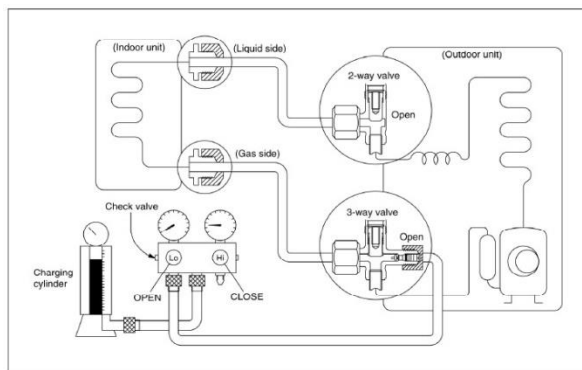 (Indoor unit)
(Liquid side)
(Outdoor unit)
2-way valve
Open
(Gas side)
Check valve
3-way valve
Open
Lo
Hi
Charging
cylinder
OPEN
CLOSE